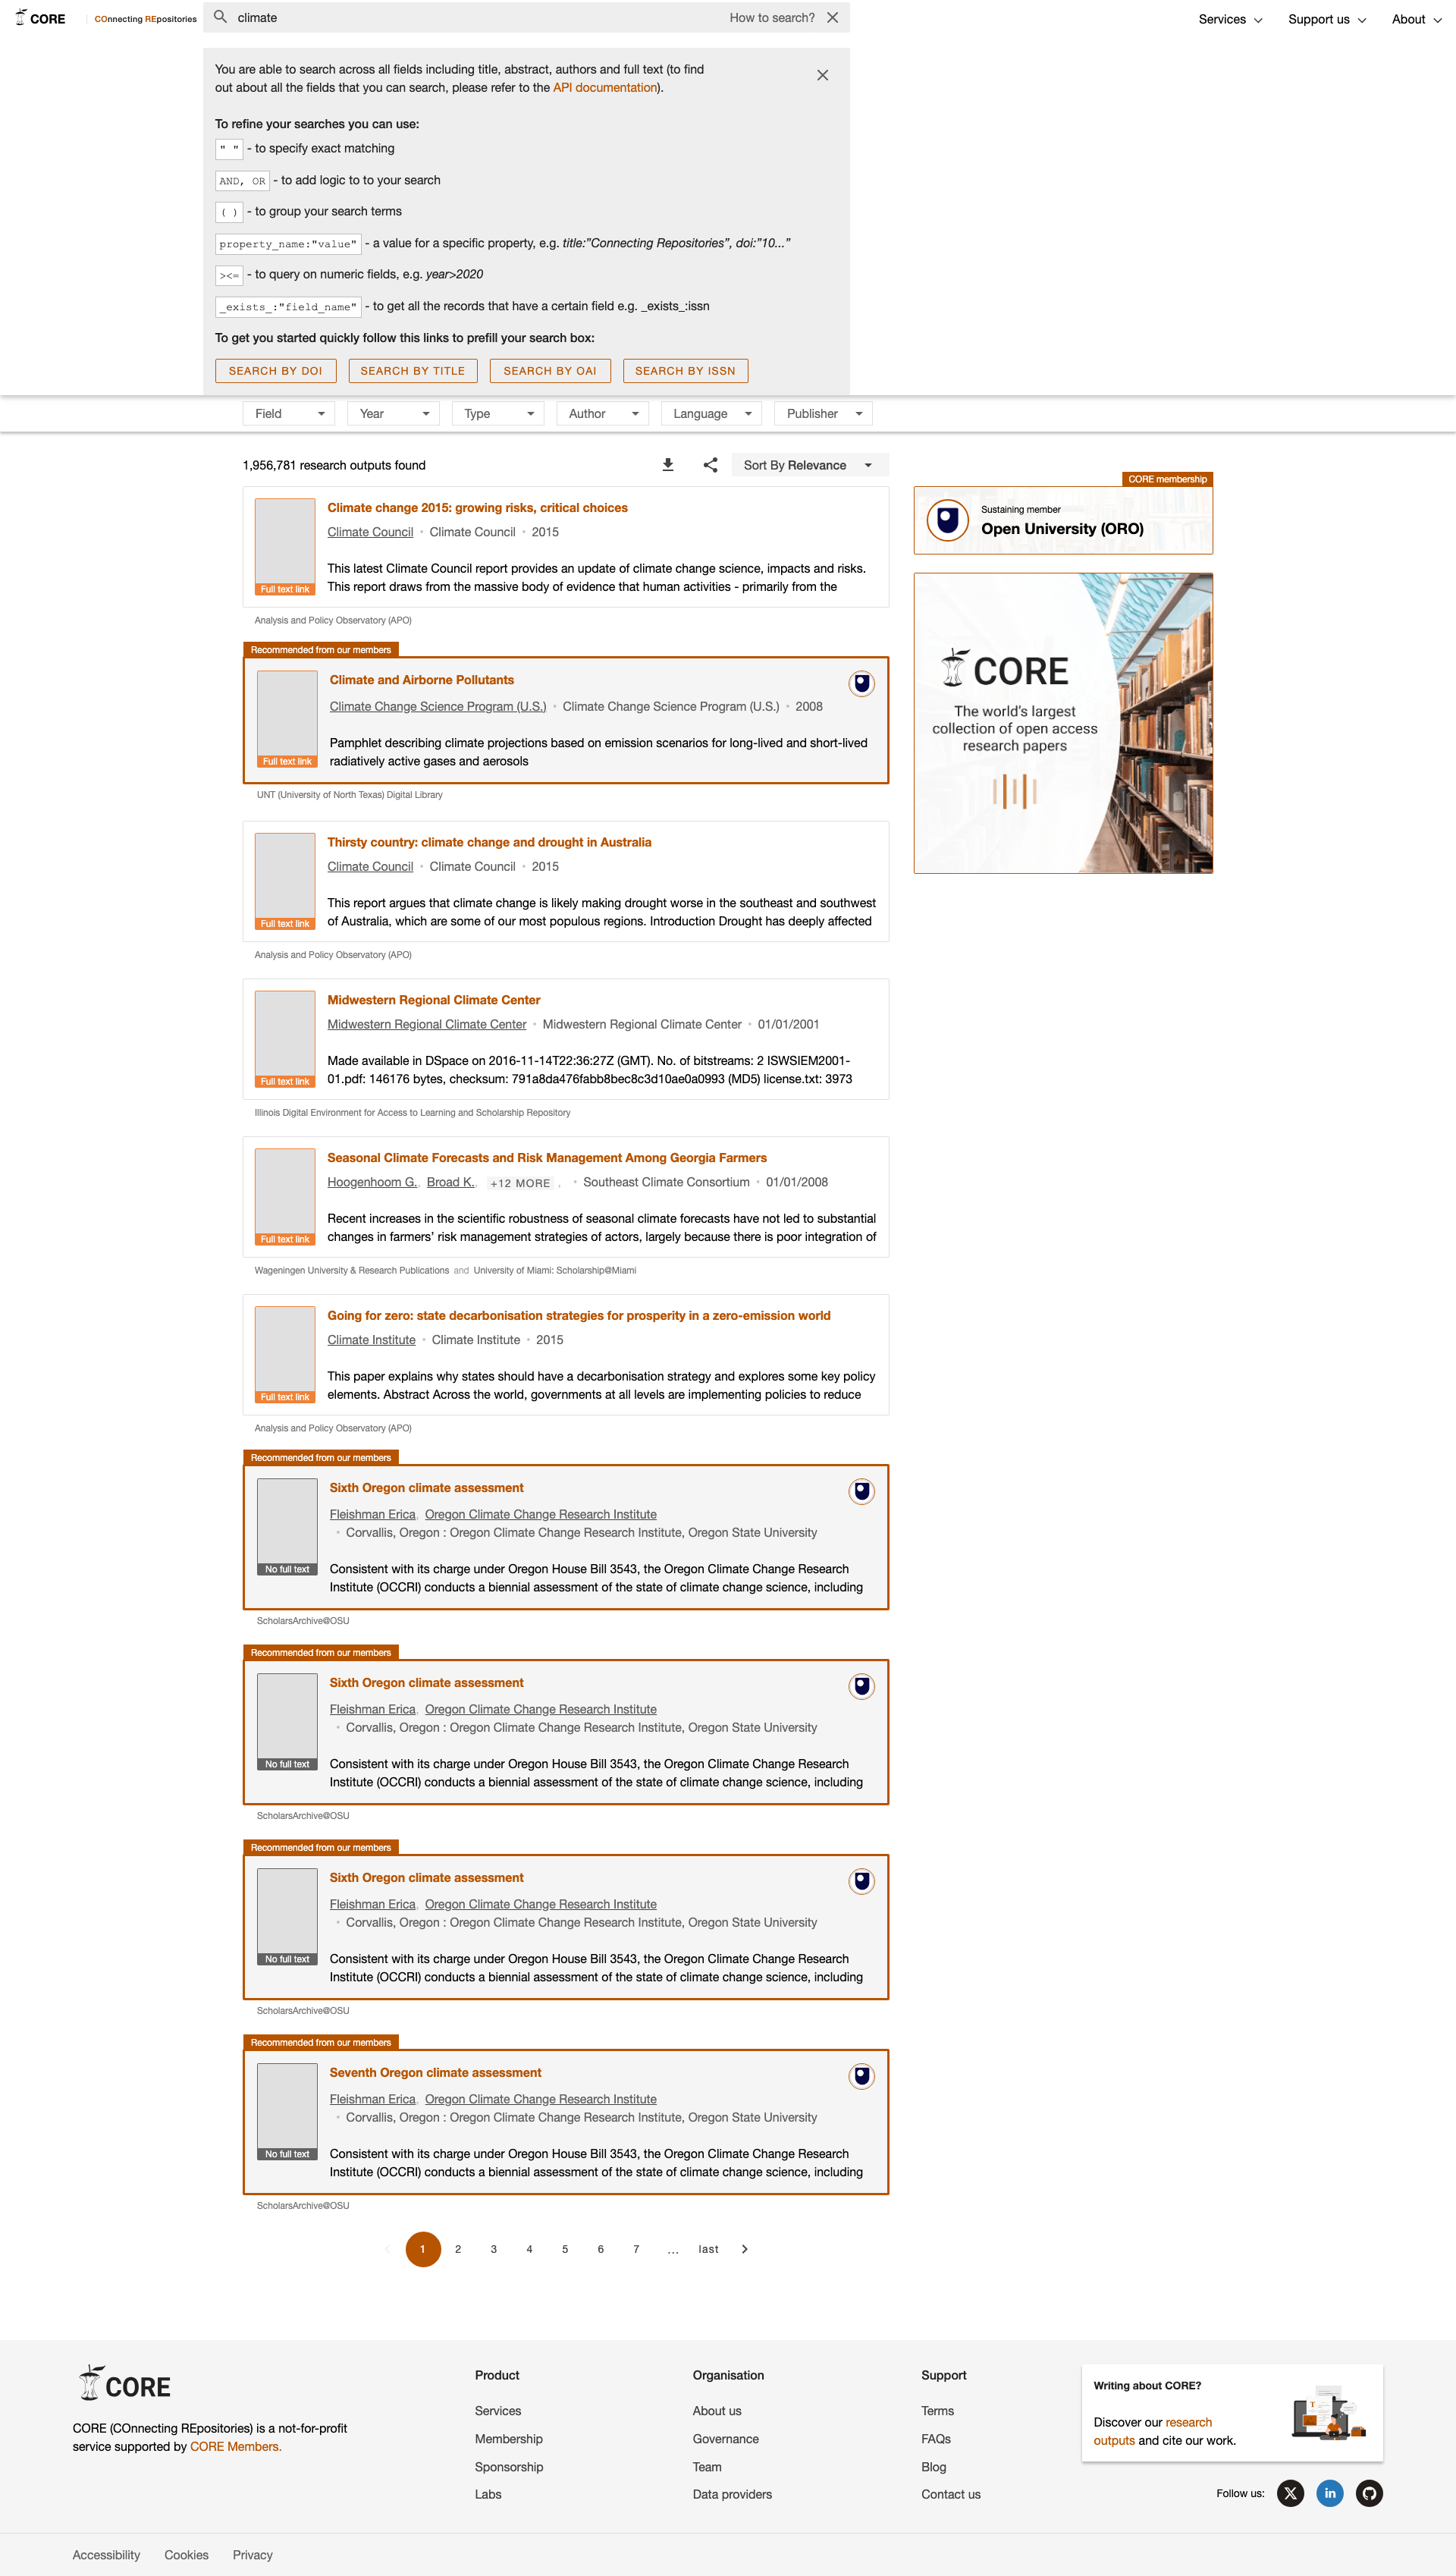 CORE
COnnecting REpositories
climate
How to search?
Services
Support us
About
You are able to search across all fields including title, abstract, authors and full text (to find
out about all the fields that you can search, please refer to the API documentation).
To refine your searches you can use:
" " - to specify exact matching
AND, OR - to add logic to to your search
( ) - to group your search terms
property_name:"value" - a value for a specific property, e.g. title:"Connecting Repositories", doi:"10..."
><= - to query on numeric fields, e.g. year>2020
_exists_:"field_name" - to get all the records that have a certain field e.g. _exists_:issn
To get you started quickly follow this links to prefill your search box:
SEARCH BY DOI
SEARCH BY TITLE
SEARCH BY OAI
SEARCH BY ISSN
Field
Year
Type
Author
Language
Publisher
1,956,781 research outputs found
Sort By Relevance
Climate change 2015: growing risks, critical choices
Climate Council • Climate Council • 2015
This latest Climate Council report provides an update of climate change science, impacts and risks.
This report draws from the massive body of evidence that human activities - primarily from the
Full text link
Analysis and Policy Observatory (APO)
Recommended from our members
Climate and Airborne Pollutants
Climate Change Science Program (U.S.) • Climate Change Science Program (U.S.) • 2008
Pamphlet describing climate projections based on emission scenarios for long-lived and short-lived
radiatively active gases and aerosols
Full text link
UNT (University of North Texas) Digital Library
Thirsty country: climate change and drought in Australia
Climate Council • Climate Council • 2015
This report argues that climate change is likely making drought worse in the southeast and southwest
of Australia, which are some of our most populous regions. Introduction Drought has deeply affected
Full text link
Analysis and Policy Observatory (APO)
Midwestern Regional Climate Center
Midwestern Regional Climate Center • Midwestern Regional Climate Center • 01/01/2001
Made available in DSpace on 2016-11-14T22:36:27Z (GMT). No. of bitstreams: 2 ISWSIEM2001-
01.pdf: 146176 bytes, checksum: 791a8da476fabb8bec8c3d10ae0a0993 (MD5) license.txt: 3973
Full text link
Illinois Digital Environment for Access to Learning and Scholarship Repository
Seasonal Climate Forecasts and Risk Management Among Georgia Farmers
Hoogenhoom G., Broad K., +12 MORE , • Southeast Climate Consortium • 01/01/2008
Recent increases in the scientific robustness of seasonal climate forecasts have not led to substantial
changes in farmers’ risk management strategies of actors, largely because there is poor integration of
Full text link
Wageningen University & Research Publications and University of Miami: Scholarship@Miami
Going for zero: state decarbonisation strategies for prosperity in a zero-emission world
Climate Institute • Climate Institute • 2015
This paper explains why states should have a decarbonisation strategy and explores some key policy
elements. Abstract Across the world, governments at all levels are implementing policies to reduce
Full text link
Analysis and Policy Observatory (APO)
Recommended from our members
Sixth Oregon climate assessment
Fleishman Erica, Oregon Climate Change Research Institute
• Corvallis, Oregon : Oregon Climate Change Research Institute, Oregon State University
Consistent with its charge under Oregon House Bill 3543, the Oregon Climate Change Research
Institute (OCCRI) conducts a biennial assessment of the state of climate change science, including
No full text
ScholarsArchive@OSU
Recommended from our members
Sixth Oregon climate assessment
Fleishman Erica, Oregon Climate Change Research Institute
• Corvallis, Oregon : Oregon Climate Change Research Institute, Oregon State University
Consistent with its charge under Oregon House Bill 3543, the Oregon Climate Change Research
Institute (OCCRI) conducts a biennial assessment of the state of climate change science, including
No full text
ScholarsArchive@OSU
Recommended from our members
Sixth Oregon climate assessment
Fleishman Erica, Oregon Climate Change Research Institute
• Corvallis, Oregon : Oregon Climate Change Research Institute, Oregon State University
Consistent with its charge under Oregon House Bill 3543, the Oregon Climate Change Research
Institute (OCCRI) conducts a biennial assessment of the state of climate change science, including
No full text
ScholarsArchive@OSU
Recommended from our members
Seventh Oregon climate assessment
Fleishman Erica, Oregon Climate Change Research Institute
• Corvallis, Oregon : Oregon Climate Change Research Institute, Oregon State University
Consistent with its charge under Oregon House Bill 3543, the Oregon Climate Change Research
Institute (OCCRI) conducts a biennial assessment of the state of climate change science, including
No full text
ScholarsArchive@OSU
1 2 3 4 5 6 7 ... last
CORE membership
Sustaining member
Open University (ORO)
CORE
The world's largest
collection of open access
research papers
CORE
CORE (COnnecting REpositories) is a not-for-profit
service supported by CORE Members.
Product
Services
Membership
Sponsorship
Labs
Organisation
About us
Governance
Team
Data providers
Support
Terms
FAQs
Blog
Contact us
Writing about CORE?
Discover our research
outputs and cite our work.
Follow us:
in
Accessibility
Cookies
Privacy